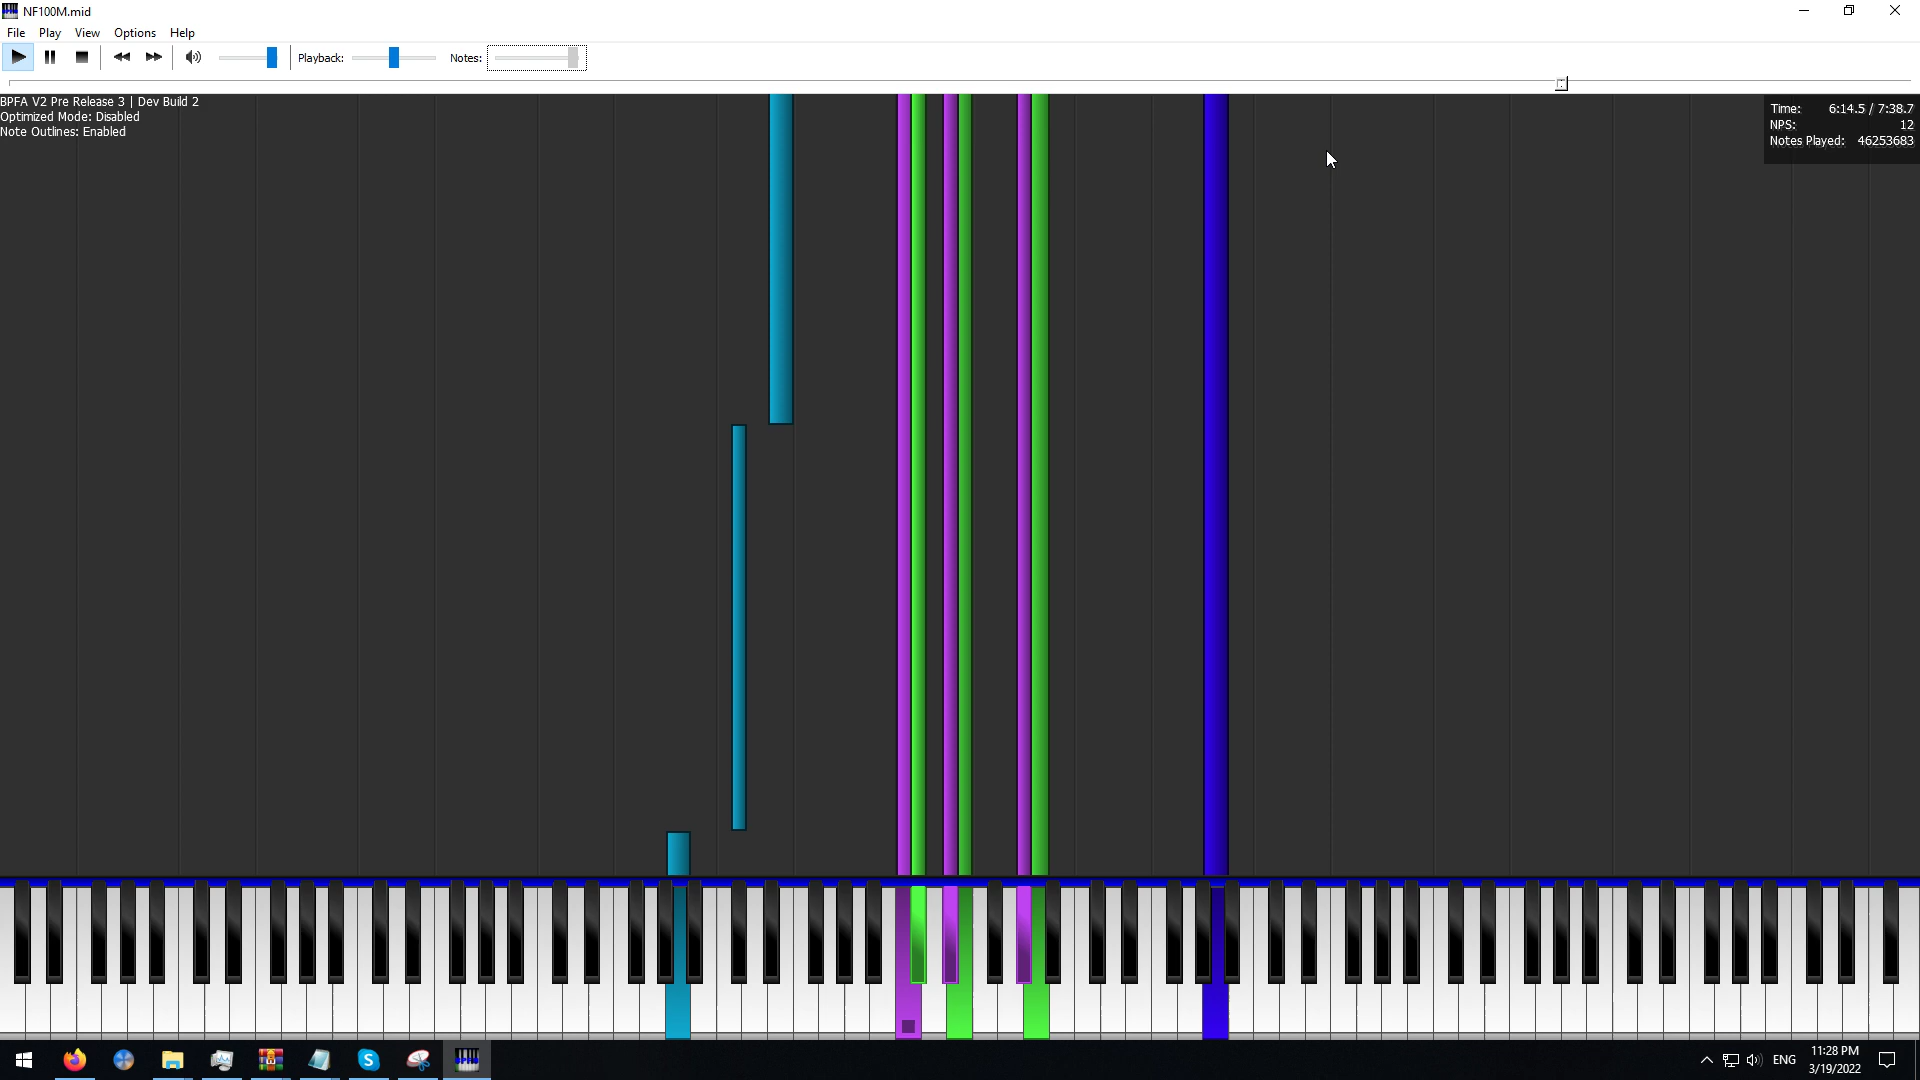 NF100M.mid
File Play View Options Help
Playback: Notes:
BPFA V2 Pre Release 3 | Dev Build 2
Optimized Mode: Disabled
Note Outlines: Enabled
Time: 6:14.5 / 7:38.7
NPS: 12
Notes Played: 46253683
ENG
11:28 PM
3/19/2022